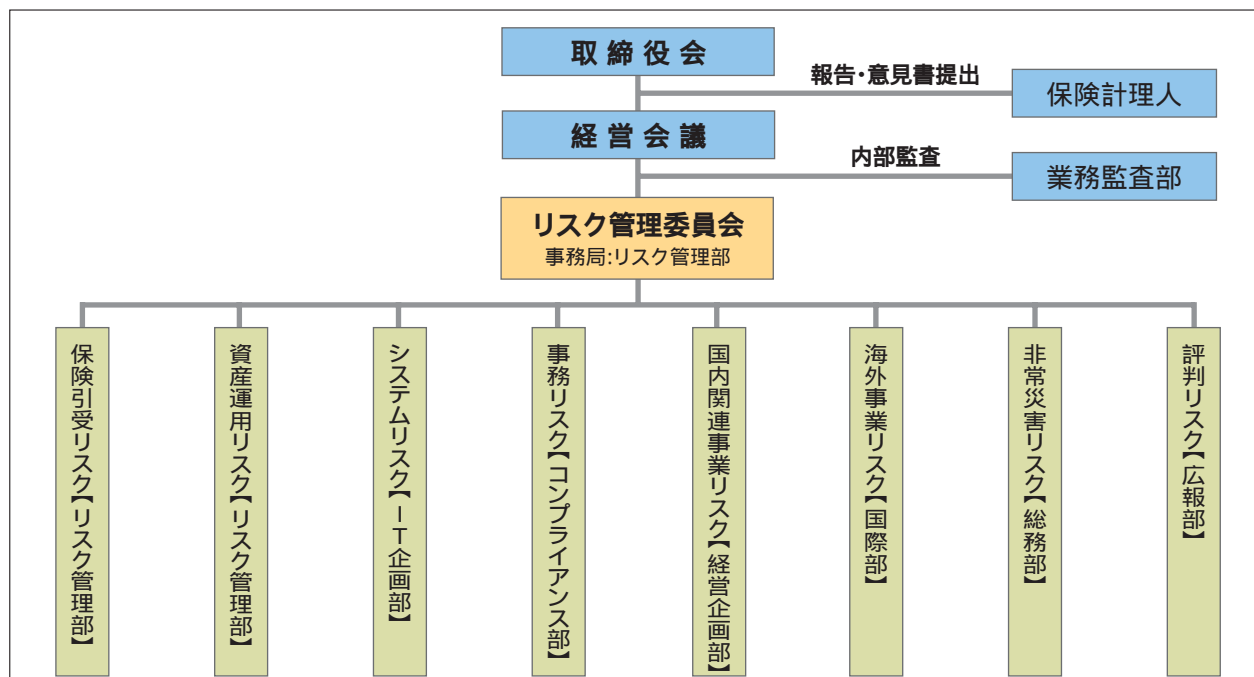 取締役会
報告・意見書提出
保険計理人
経営会議
内部監査
業務監査部
リスク管理委員会
事務局:リスク管理部
保険引受リスク【リスク管理部】
資産運用リスク【リスク管理部】
システムリスク【IT企画部】
事務リスク【コンプライアンス部】
国内関連事業リスク【経営企画部】
海外事業リスク【国際部】
非常災害リスク【総務部】
評判リスク【広報部】